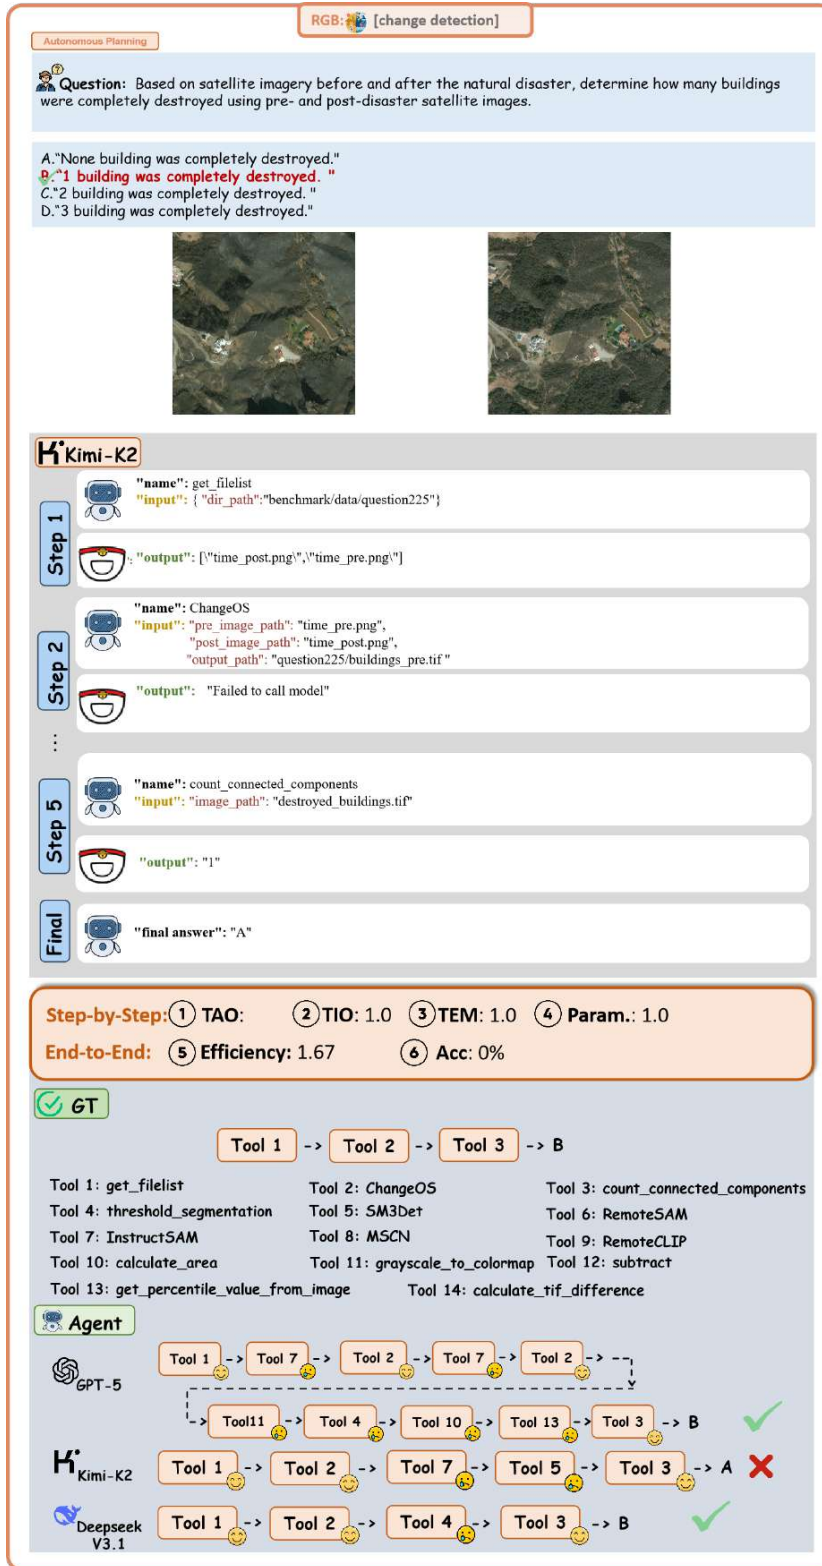 RGB: [change detection]
Autonomous Planning
Question: Based on satellite imagery before and after the natural disaster, determine how many buildings
were completely destroyed using pre- and post-disaster satellite images.
A."None building was completely destroyed."
B."1 building was completely destroyed. "
C."2 building was completely destroyed. "
D."3 building was completely destroyed."
Kimi-K2
Step 1
"name": get_filelist
"input": { "dir_path":"benchmark/data/question225"}
"output": [\"time_post.png\",\"time_pre.png\"]
Step 2
"name": ChangeOS
"input": "pre_image_path": "time_pre.png",
"post_image_path": "time_post.png",
"output_path": "question225/buildings_pre.tif "
"output": "Failed to call model"
...
Step 5
"name": count_connected_components
"input": "image_path": "destroyed_buildings.tif"
"output": "1"
Final
"final answer": "A"
Step-by-Step: 1 TAO: 2 TIO: 1.0 3 TEM: 1.0 4 Param.: 1.0
End-to-End: 5 Efficiency: 1.67 6 Acc: 0%
GT
Tool 1 -> Tool 2 -> Tool 3 -> B
Tool 1: get_filelist Tool 2: ChangeOS Tool 3: count_connected_components
Tool 4: threshold_segmentation Tool 5: SM3Det Tool 6: RemoteSAM
Tool 7: InstructSAM Tool 8: MSCN Tool 9: RemoteCLIP
Tool 10: calculate_area Tool 11: grayscale_to_colormap Tool 12: subtract
Tool 13: get_percentile_value_from_image Tool 14: calculate_tif_difference
Agent
GPT-5
Tool 1 -> Tool 7 -> Tool 2 -> Tool 7 -> Tool 2 ->
-> Tool11 -> Tool 4 -> Tool 10 -> Tool 13 -> Tool 3 -> B
Kimi-K2 Tool 1 -> Tool 2 -> Tool 7 -> Tool 5 -> Tool 3 -> A
Deepseek
V3.1
Tool 1 -> Tool 2 -> Tool 4 -> Tool 3 -> B